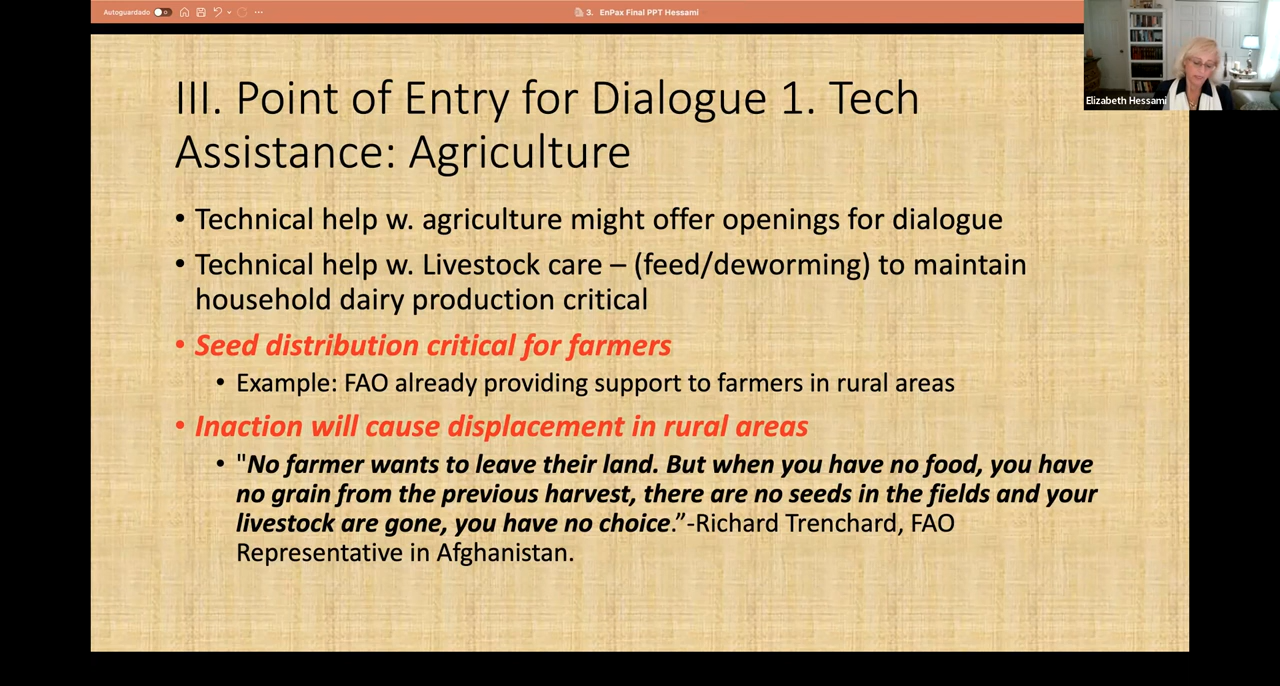 Autoguardado
3. EnPax Final PPT Hessami
Elizabeth Hessami
III. Point of Entry for Dialogue 1. Tech
Assistance: Agriculture
• Technical help w. agriculture might offer openings for dialogue
• Technical help w. Livestock care – (feed/deworming) to maintain
household dairy production critical
• Seed distribution critical for farmers
• Example: FAO already providing support to farmers in rural areas
• Inaction will cause displacement in rural areas
• "No farmer wants to leave their land. But when you have no food, you have
no grain from the previous harvest, there are no seeds in the fields and your
livestock are gone, you have no choice.”-Richard Trenchard, FAO
Representative in Afghanistan.